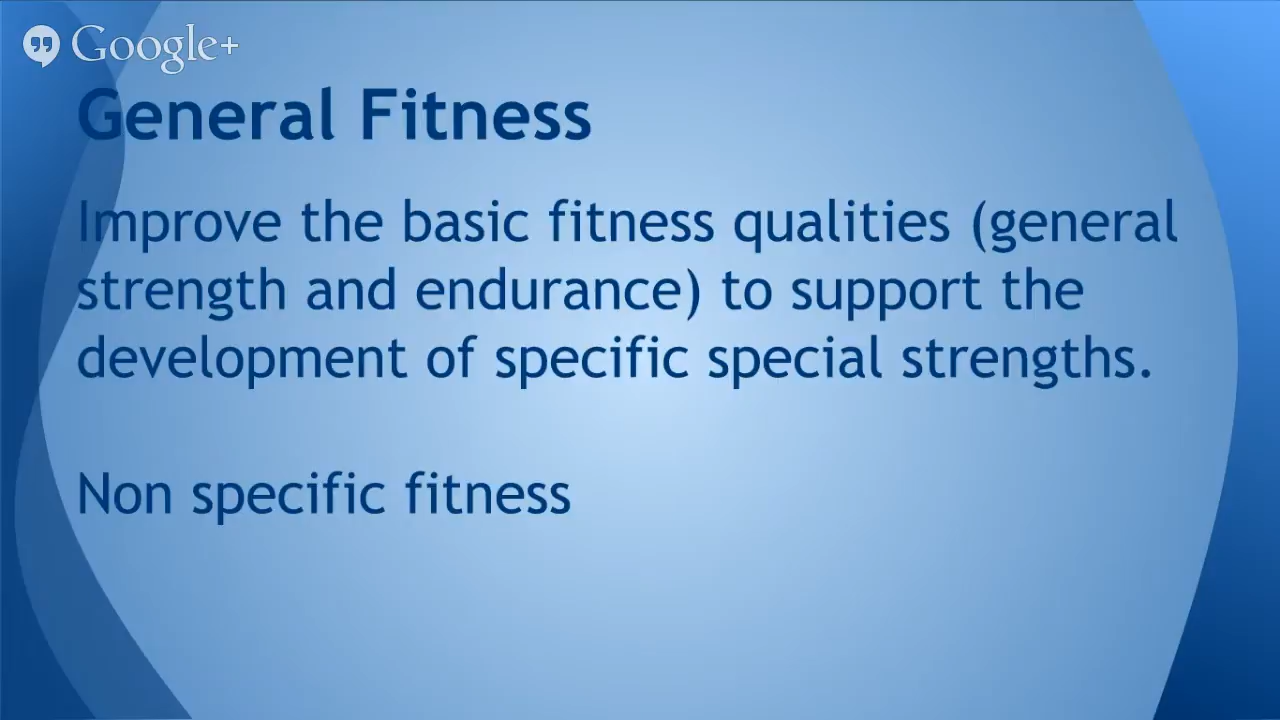 Google+
General Fitness
Improve the basic fitness qualities (general
strength and endurance) to support the
development of specific special strengths.
Non specific fitness